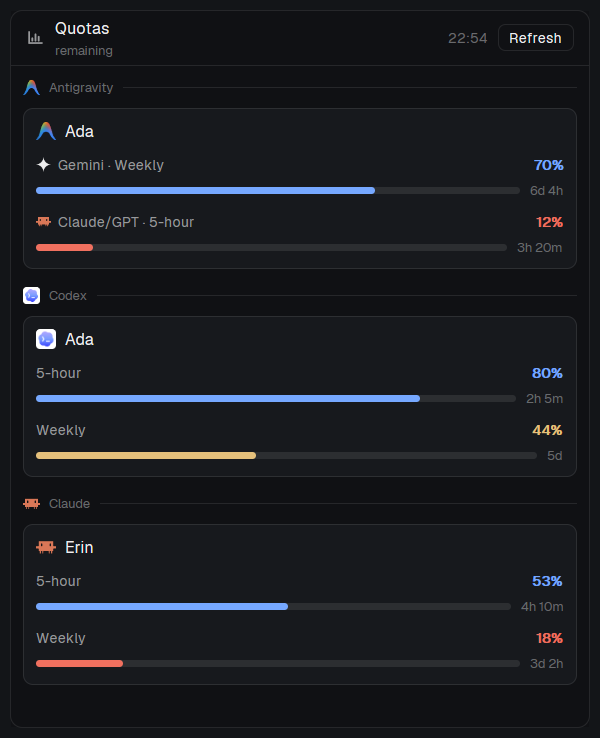 Quotas
remaining
22:54
Refresh
Antigravity
Ada
Gemini · Weekly 70%
6d 4h
Claude/GPT · 5-hour 12%
3h 20m
Codex
Ada
5-hour 80%
2h 5m
Weekly 44%
5d
Claude
Erin
5-hour 53%
4h 10m
Weekly 18%
3d 2h